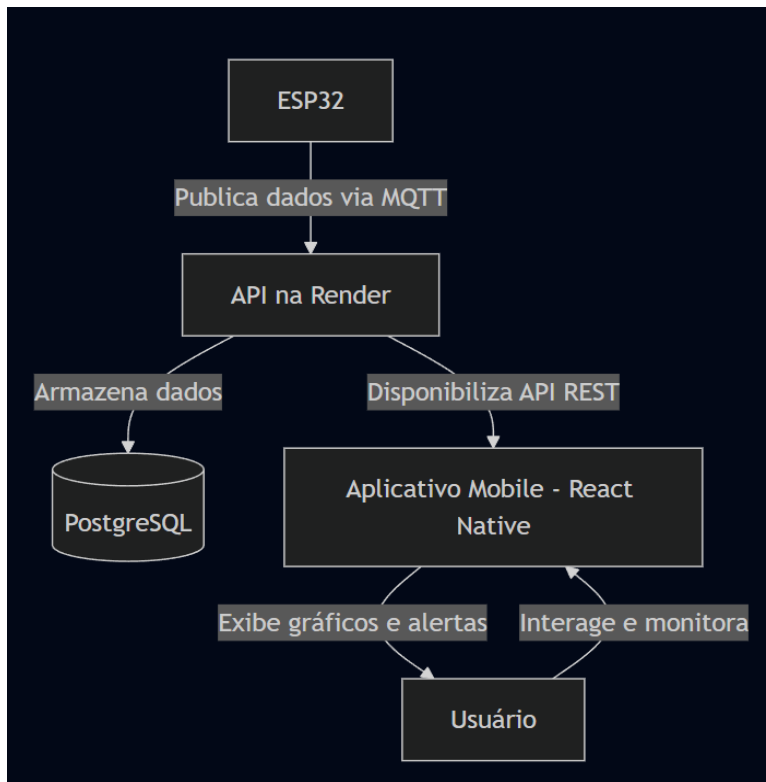 ESP32
Publica dados via MQTT
API na Render
Armazena dados
Disponibiliza API REST
PostgreSQL
Aplicativo Mobile - React
Native
Exibe gráficos e alertas
Interage e monitora
Usuário